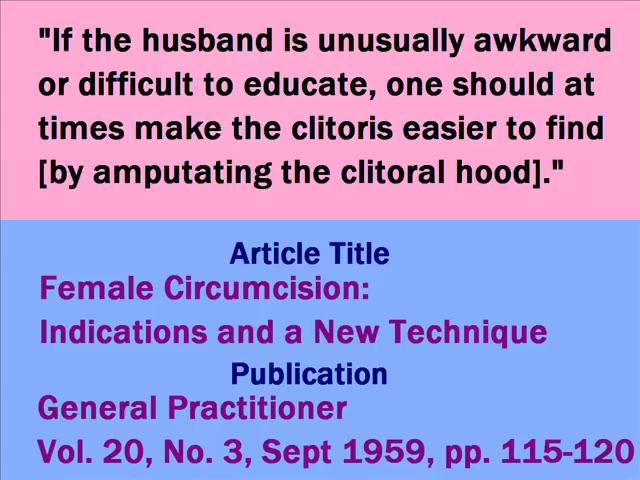 "If the husband is unusually awkward
or difficult to educate, one should at
times make the clitoris easier to find
[by amputating the clitoral hood]."
Article Title
Female Circumcision:
Indications and a New Technique
Publication
General Practitioner
Vol. 20, No. 3, Sept 1959, pp. 115-120